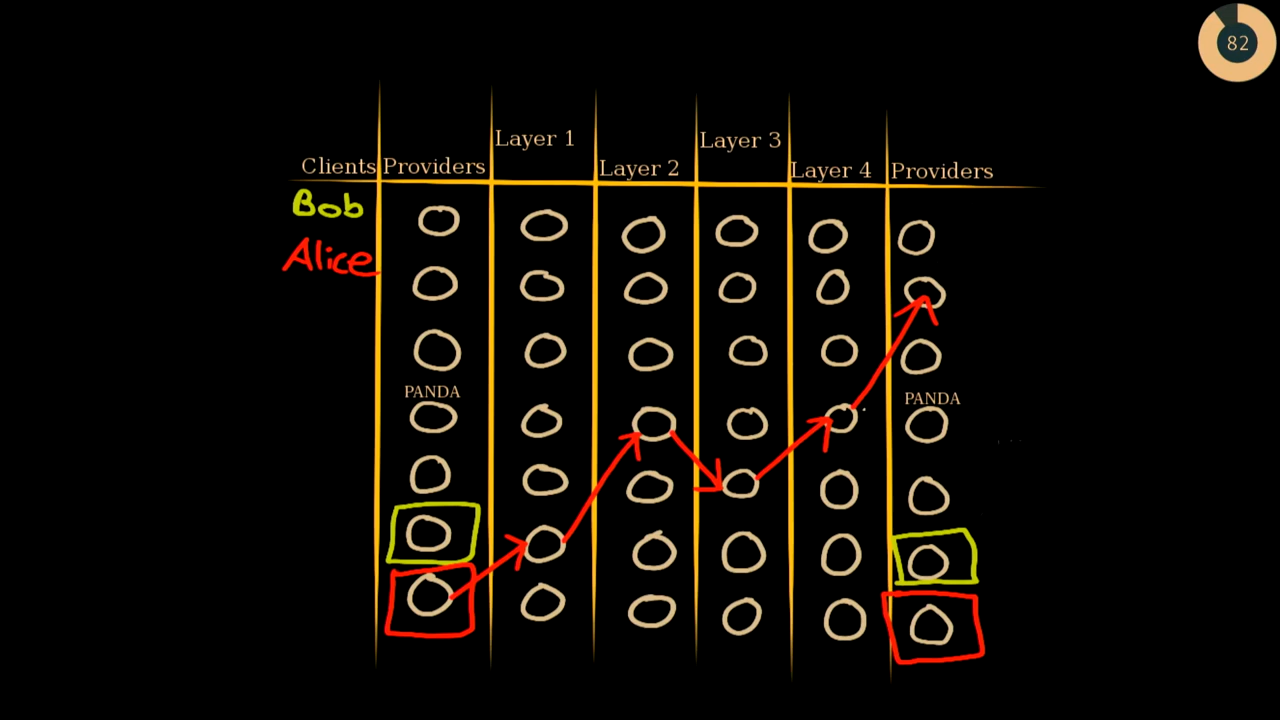 82
Layer 1
Layer 3
Clients Providers
Layer 2
Layer 4
Providers
Bob
Alice
PANDA
PANDA